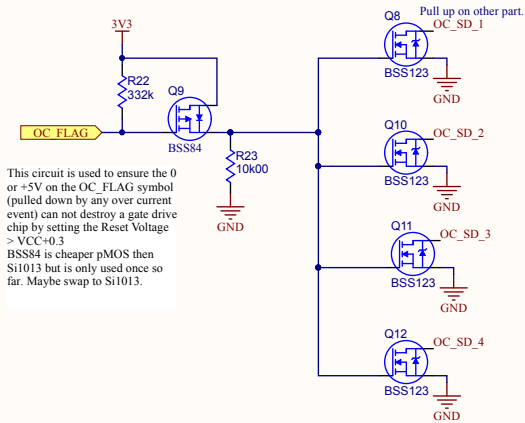 Pull up on other part.
3V3
Q8
OC_SD_1
R22
332k
Q9
BSS123
GND
OC_FLAG
BSS84
Q10
OC_SD_2
R23
10k00
BSS123
GND
GND
This circuit is used to ensure the 0
or +5V on the OC_FLAG symbol
(pulled down by any over current
event) can not destroy a gate drive
chip by setting the Reset Voltage
> VCC+0.3
BSS84 is cheaper pMOS then
Si1013 but is only used once so
far. Maybe swap to Si1013.
Q11
OC_SD_3
BSS123
GND
Q12
OC_SD_4
BSS123
GND